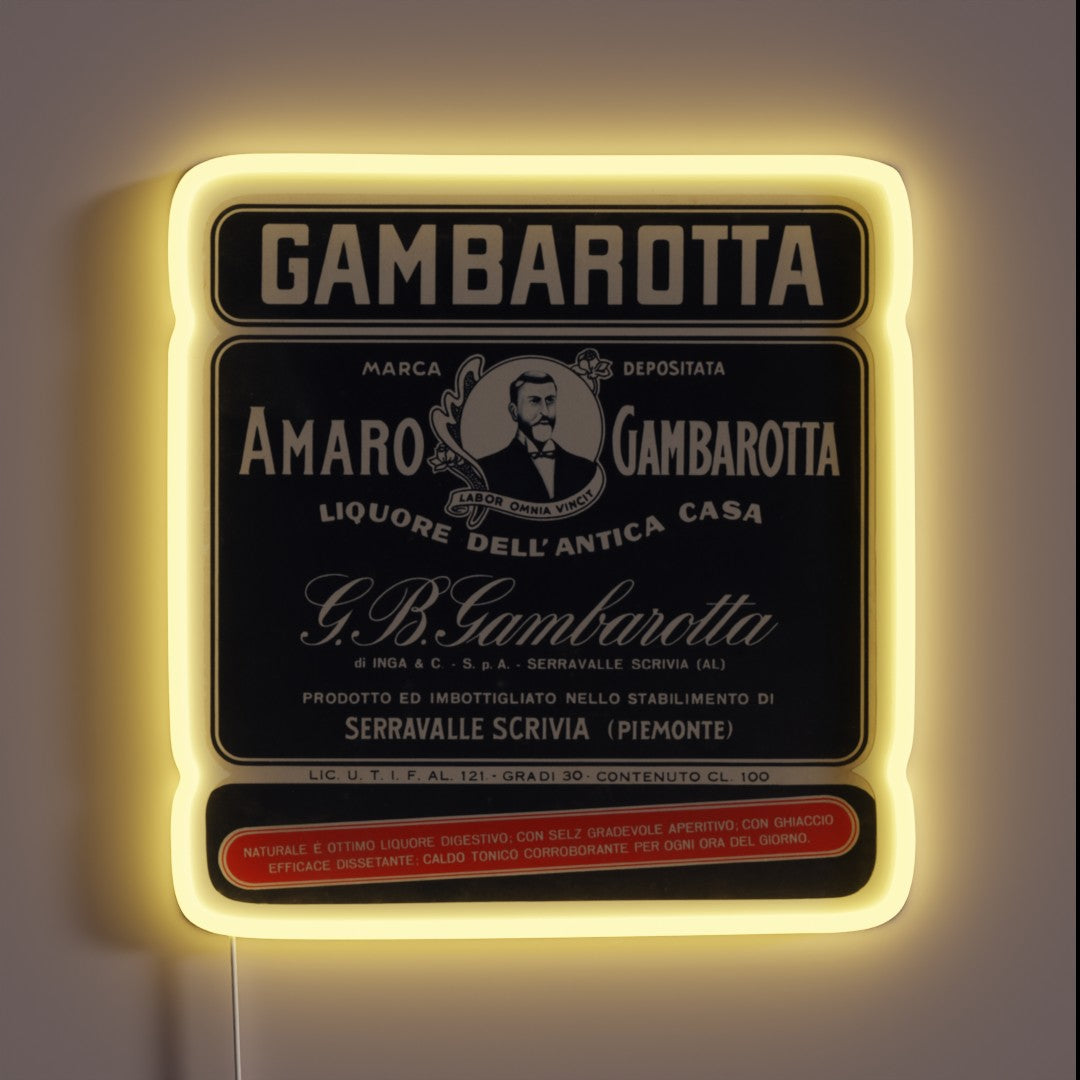 GAMBAROTTA
MARCA DEPOSITATA
AMARO GAMBAROTTA
LABOR OMNIA VINCIT
LIQUORE DELL'ANTICA CASA
G.B. Gambarotta
di INGA & C. - S. p. A. - SERRAVALLE SCRIVIA (AL)
PRODOTTO ED IMBOTTIGLIATO NELLO STABILIMENTO DI
SERRAVALLE SCRIVIA (PIEMONTE)
LIC. U. T. I. F. AL. 121 - GRADI 30 - CONTENUTO CL. 100
NATURALE É OTTIMO LIQUORE DIGESTIVO; CON SELZ GRADEVOLE APERITIVO; CON GHIACCIO
EFFICACE DISSETANTE; CALDO TONICO CORROBORANTE PER OGNI ORA DEL GIORNO.